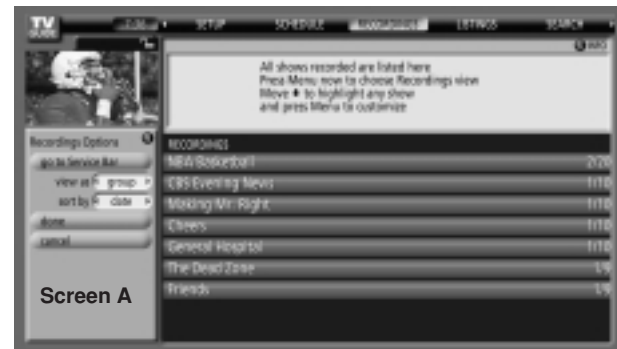 TV
GUIDE
SETUP SCHEDULE RECORDINGS LISTINGS SEARCH
INFO
All shows recorded are listed here
Press Menu now to choose Recordings view
Move to highlight any show
and press Menu to customize
Recordings Options
go to Service Bar
view as group
sort by date
done
cancel
Screen A
RECORDINGS
NBA Basketball 2/20
CBS Evening News 1/10
Making Mr. Right 1/10
Cheers 1/10
General Hospital 1/10
The Dead Zone 1/9
Friends 1/9